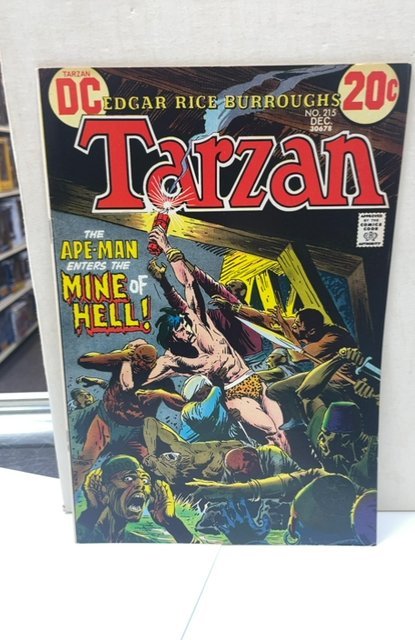 TARZAN
DC
EDGAR RICE BURROUGHS
20¢
NO. 215
DEC.
30678
Tarzan
APPROVED
BY THE
COMICS
CODE
THE
APE-MAN
ENTERS THE
MINE of
HELL!